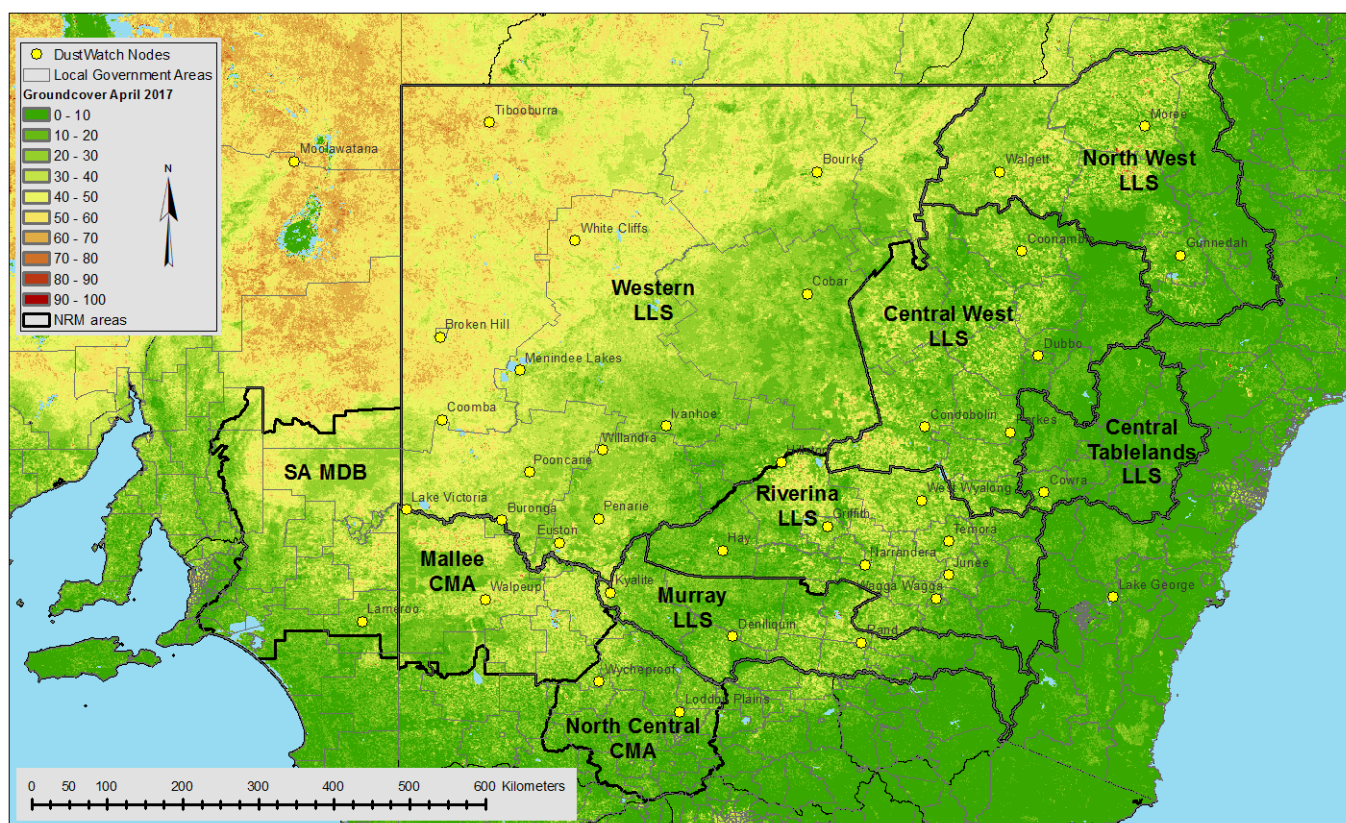 DustWatch Nodes
Local Government Areas
Groundcover April 2017
0 - 10
10 - 20
20 - 30
30 - 40
40 - 50
50 - 60
60 - 70
70 - 80
80 - 90
90 - 100
NRM areas
N
Tibooburra
Moolawatana
Bourke
Moree
Walgett
North West
LLS
White Cliffs
Coonamble
Gunnedah
Western
LLS
Cobar
Central West
LLS
Broken Hill
Menindee Lakes
Dubbo
Coomba
Ivanhoe
Condobolin
Central
Tablelands
LLS
Willandra
SA MDB
Pooncarie
Riverina
LLS
West Wyalong
Cowra
Lake Victoria
Buronga
Penarie
Euston
Griffith
Temora
Hay
Mallee
CMA
Narrandera
Junee
Kyalite
Walpeup
Murray
LLS
Wagga Wagga
Lake George
Lameroo
Deniliquin
Rand
Wycheproof
Loddon Plains
North Central
CMA
0 50 100 200 300 400 500 600 Kilometers